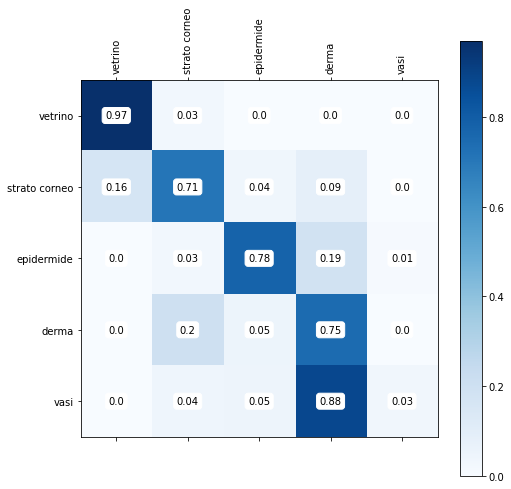 vetrino strato corneo epidermide derma vasi
vetrino 0.97 0.03 0.0 0.0 0.0
strato corneo 0.16 0.71 0.04 0.09 0.0
epidermide 0.0 0.03 0.78 0.19 0.01
derma 0.0 0.2 0.05 0.75 0.0
vasi 0.0 0.04 0.05 0.88 0.03
0.8
0.6
0.4
0.2
0.0